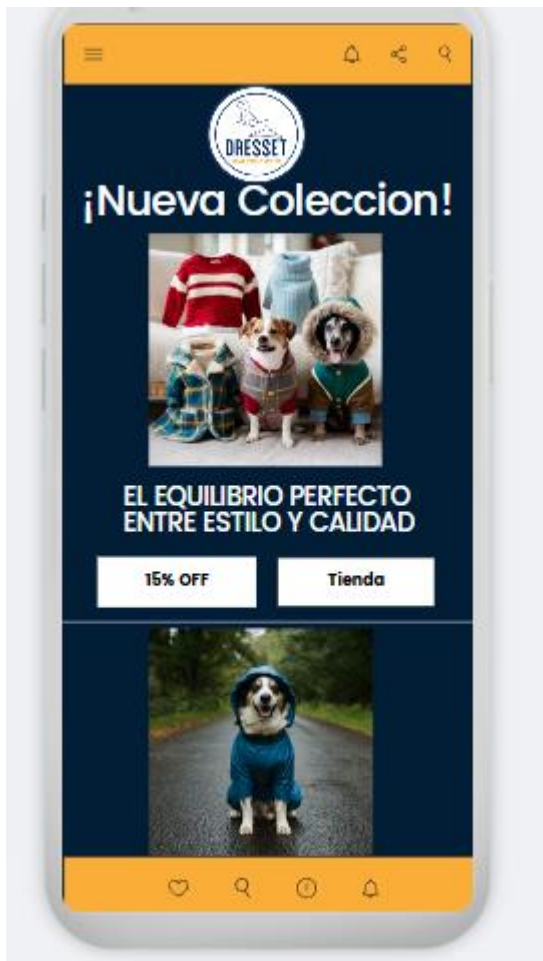 DRESSET
¡Nueva Coleccion!
EL EQUILIBRIO PERFECTO
ENTRE ESTILO Y CALIDAD
15% OFF
Tienda